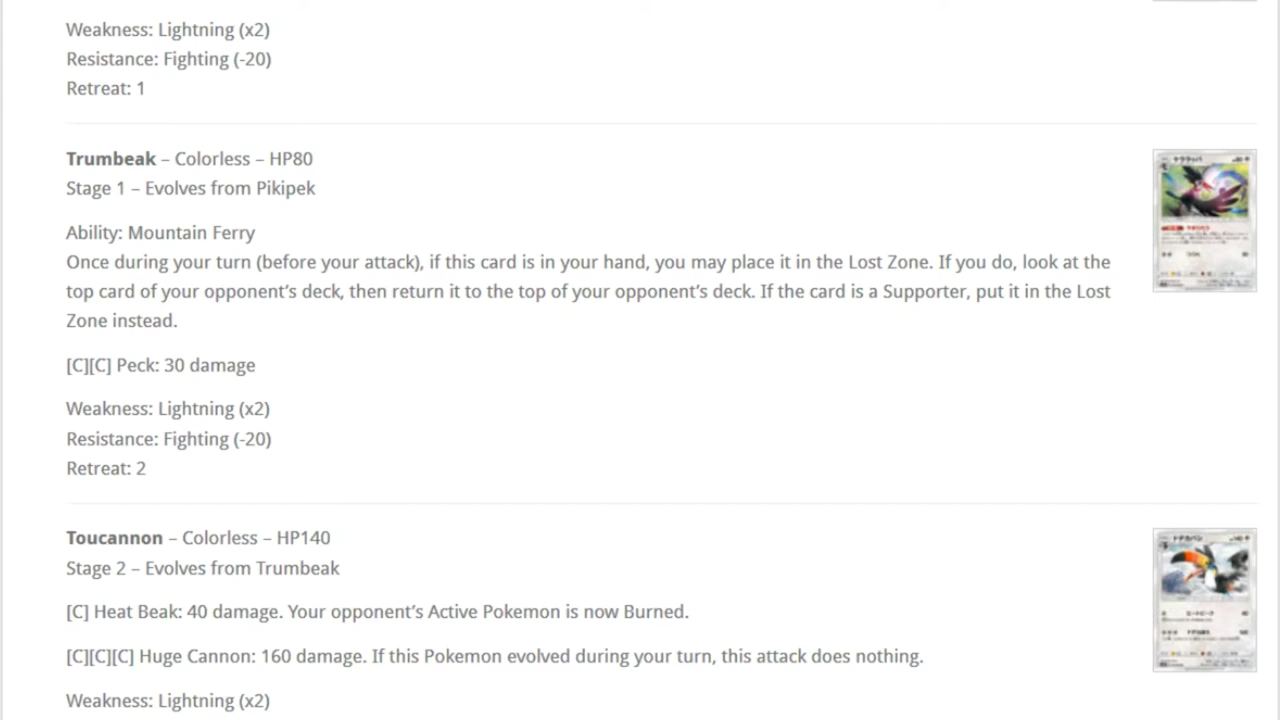 Weakness: Lightning (x2)
Resistance: Fighting (-20)
Retreat: 1
Trumbeak – Colorless – HP80
Stage 1 – Evolves from Pikipek
Ability: Mountain Ferry
Once during your turn (before your attack), if this card is in your hand, you may place it in the Lost Zone. If you do, look at the
top card of your opponent’s deck, then return it to the top of your opponent’s deck. If the card is a Supporter, put it in the Lost
Zone instead.
[C][C] Peck: 30 damage
Weakness: Lightning (x2)
Resistance: Fighting (-20)
Retreat: 2
Toucannon – Colorless – HP140
Stage 2 – Evolves from Trumbeak
[C] Heat Beak: 40 damage. Your opponent’s Active Pokemon is now Burned.
[C][C][C] Huge Cannon: 160 damage. If this Pokemon evolved during your turn, this attack does nothing.
Weakness: Lightning (x2)